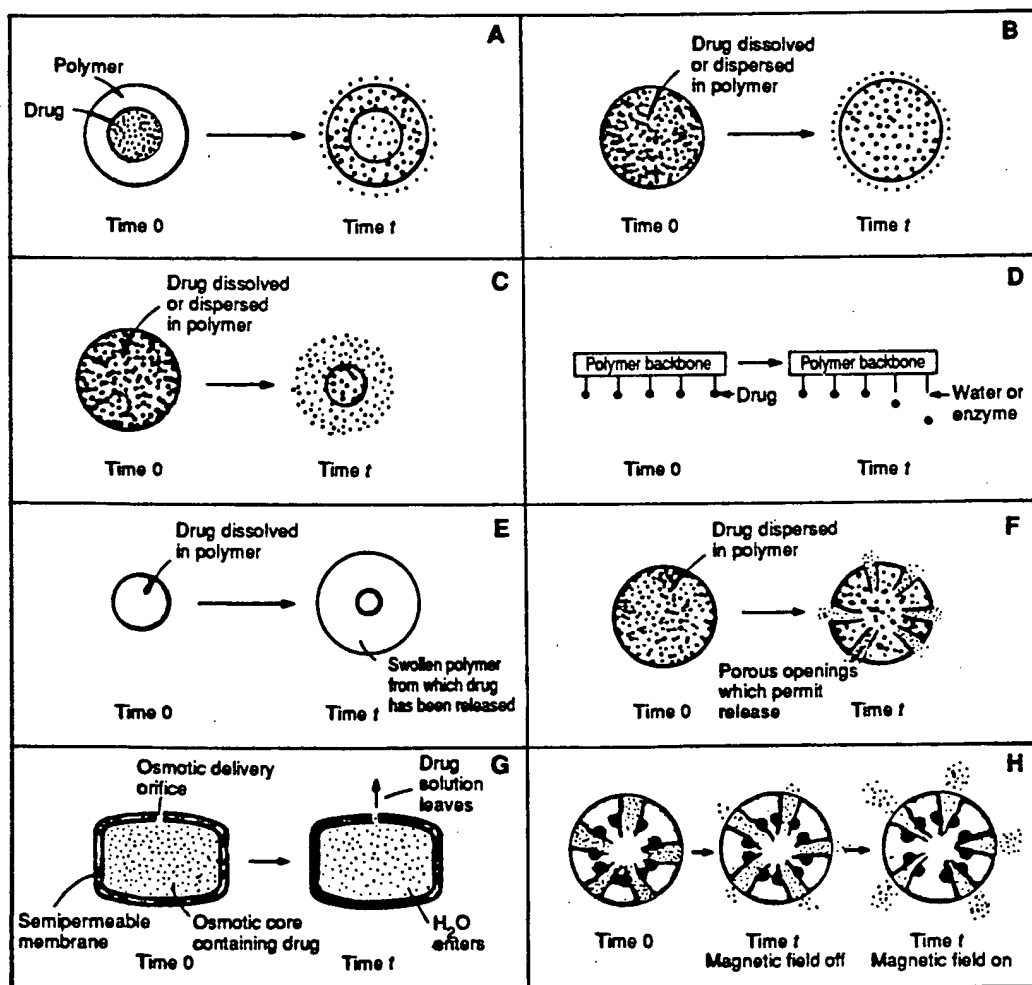 A
Polymer
Drug
Time 0
Time t
B
Drug dissolved
or dispersed
in polymer
Time 0
Time t
C
Drug dissolved
or dispersed
in polymer
Time 0
Time t
D
Polymer backbone
Polymer backbone
Drug
Water or
enzyme
Time 0
Time t
E
Drug dissolved
in polymer
Swollen polymer
from which drug
has been released
Time 0
Time t
F
Drug dispersed
in polymer
Porous openings
which permit
release
Time 0
Time t
G
Osmotic delivery
orifice
Drug
solution
leaves
Semipermeable
membrane
Osmotic core
containing drug
H₂O
enters
Time 0
Time t
H
Time 0
Time t
Magnetic field off
Time t
Magnetic field on